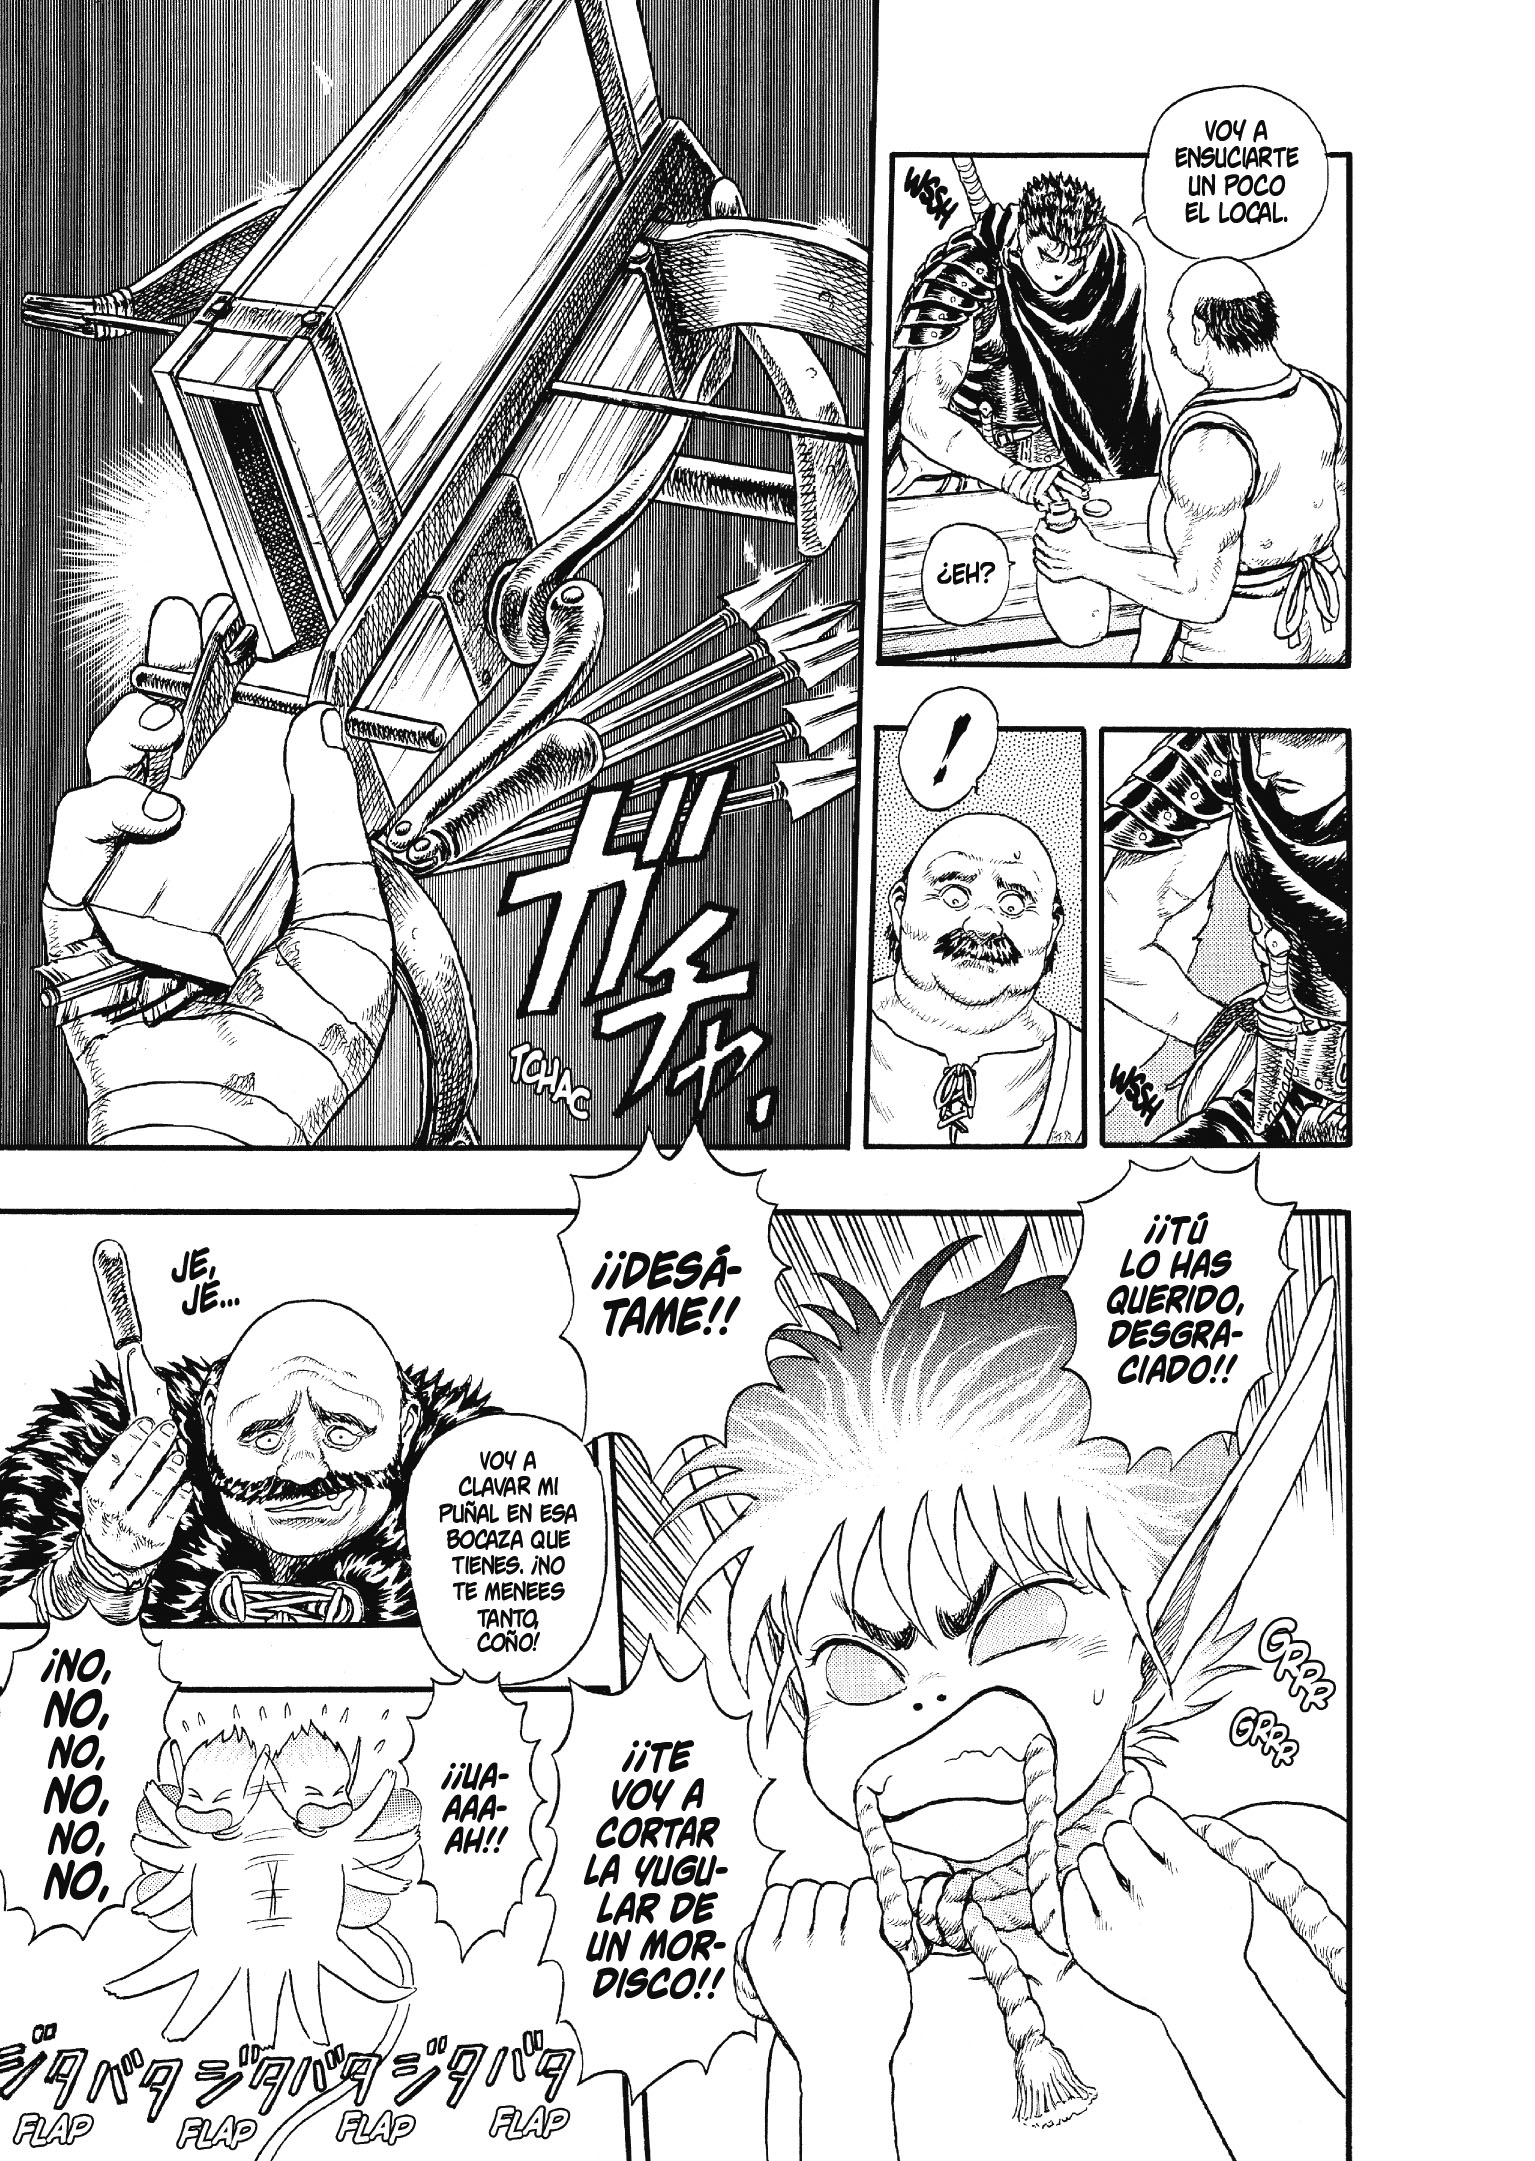 VOY A
ENSUCIARTE
UN POCO
EL LOCAL.
WSSH
¿EH?
WSSH
!
ガチャ.
TCHAC
¡¡TÚ
LO HAS
QUERIDO,
DESGRA-
CIADO!!
¡¡DESÁ-
TAME!!
GRRR
GRRR
¡¡TE
VOY A
CORTAR
LA YUGU-
LAR DE
UN MOR-
DISCO!!
JE,
JE...
VOY A
CLAVAR MI
PUÑAL EN ESA
BOCAZA QUE
TIENES. ¡NO
TE MENEES
TANTO,
COÑO!
¡¡UA-
AAA-
AH!!
¡NO,
NO,
NO,
NO,
NO,
NO,
ジタバタジタバタジタバタ
FLAP
FLAP
FLAP
FLAP